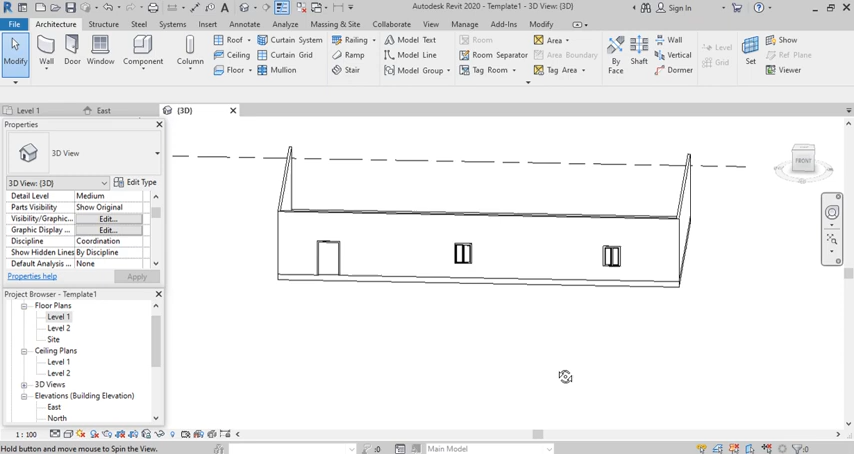 Autodesk Revit 2020 - Template1 - 3D View: {3D}
Sign In
File Architecture Structure Steel Systems Insert Annotate Analyze Massing & Site Collaborate View Manage Add-Ins Modify
Modify
Wall
Door
Window
Component
Column
Roof
Ceiling
Floor
Curtain System
Curtain Grid
Mullion
Railing
Ramp
Stair
Model Text
Model Line
Model Group
Room
Room Separator
Tag Room
Area
Area Boundary
Tag Area
By
Face
Shaft
Wall
Vertical
Dormer
Level
Grid
Set
Show
Ref Plane
Viewer
Level 1
East
{3D}
Properties
3D View
3D View: {3D}
Edit Type
Detail Level Medium
Parts Visibility Show Original
Visibility/Graphic... Edit...
Graphic Display ... Edit...
Discipline Coordination
Show Hidden Lines By Discipline
Default Analysis ... None
Properties help
Apply
FRONT
Project Browser - Template1
Floor Plans
Level 1
Level 2
Site
Ceiling Plans
Level 1
Level 2
3D Views
Elevations (Building Elevation)
East
North
1 : 100
Hold button and move mouse to Spin the View.
:0
Main Model
:0